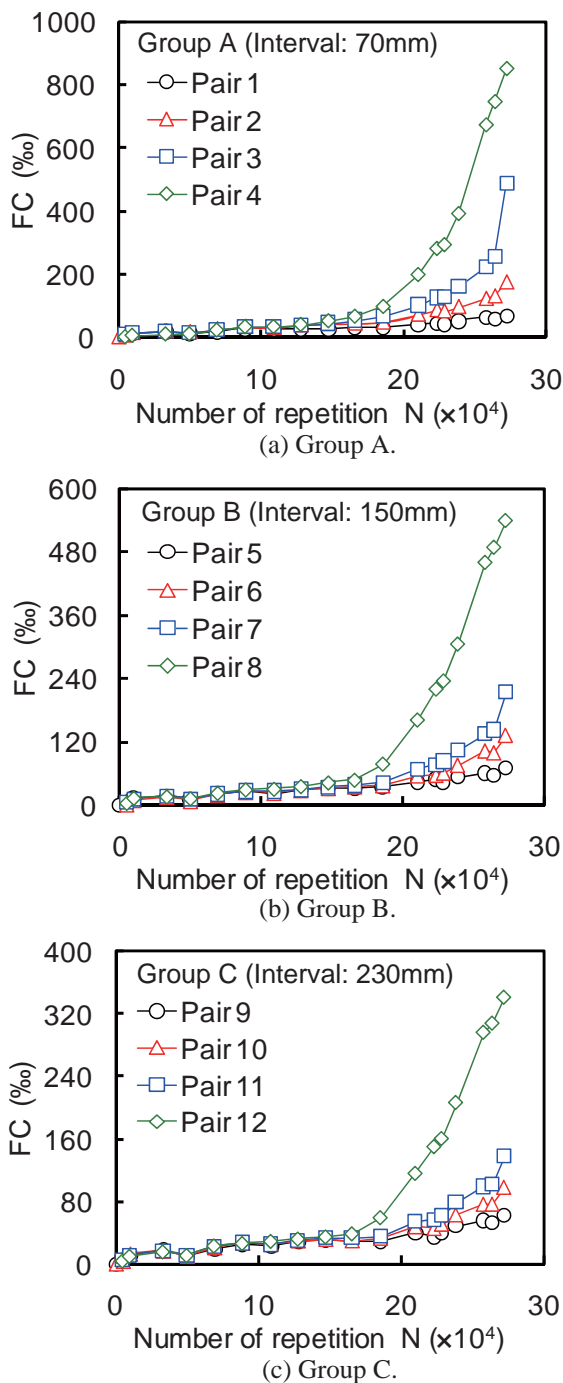 1000
800
600
400
200
0
FC (‰)
Group A (Interval: 70mm)
Pair 1
Pair 2
Pair 3
Pair 4
0 10 20 30
Number of repetition N (×10⁴)
(a) Group A.
600
480
360
240
120
0
FC (‰)
Group B (Interval: 150mm)
Pair 5
Pair 6
Pair 7
Pair 8
0 10 20 30
Number of repetition N (×10⁴)
(b) Group B.
400
320
240
160
80
0
FC (‰)
Group C (Interval: 230mm)
Pair 9
Pair 10
Pair 11
Pair 12
0 10 20 30
Number of repetition N (×10⁴)
(c) Group C.